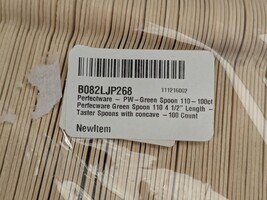 B082LJP268
111216002
Perfectware - PW-Green Spoon 110-100ct
Perfecware Green Spoon 110 4 1/2" Length -
Taster Spoons with concave -100 Count
NewItem